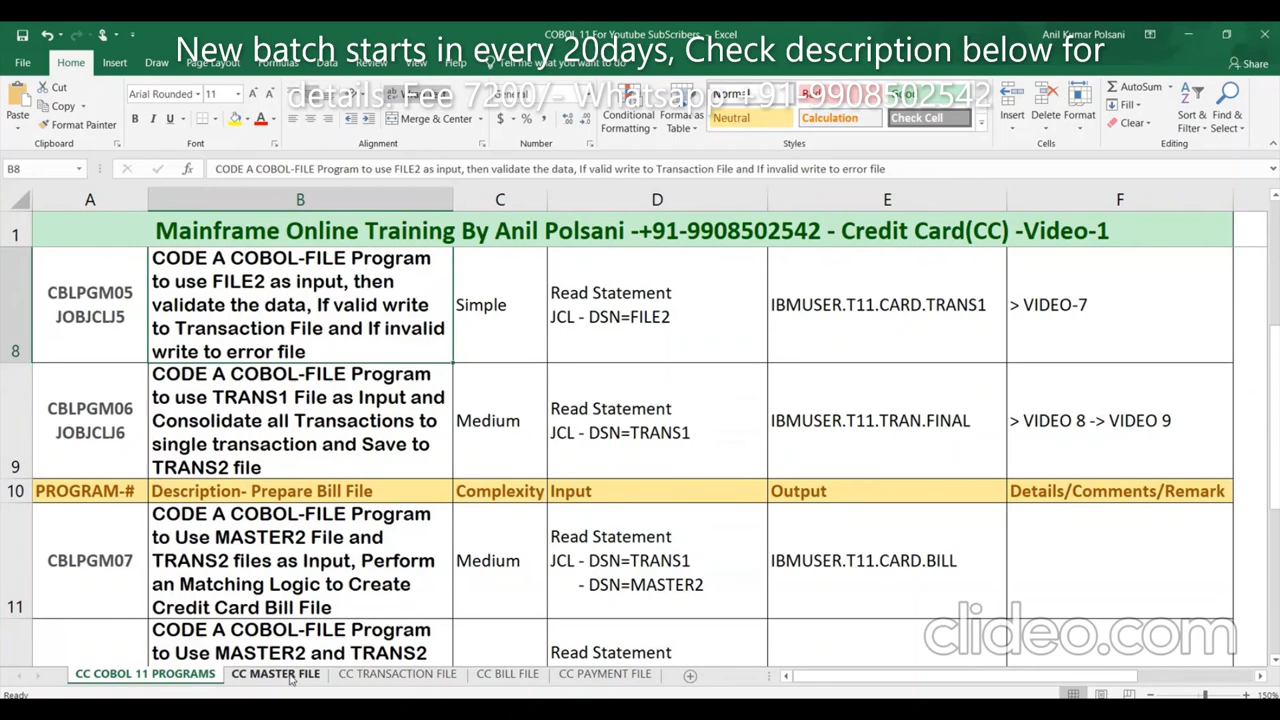 COBOL 11 For Youtube SubScribers - Excel
Anil Kumar Polsani
New batch starts in every 20days, Check description below for
details: Fee 7200/- Whatsapp +91-9908502542
File Home Insert Draw Page Layout Formulas Data Tell me what you want to do
Share
Cut
Copy
Paste
Format Painter
Clipboard
Arial Rounded 11
B I U
Font
Merge & Center
Alignment
General
$ % ,
Number
Conditional
Formatting
Format as
Table
Normal Bad Good
Neutral Calculation Check Cell
Styles
Insert Delete Format
Cells
AutoSum
Fill
Clear
Sort &
Filter
Find &
Select
Editing
B8
CODE A COBOL-FILE Program to use FILE2 as input, then validate the data, If valid write to Transaction File and If invalid write to error file
A B C D E F
1 Mainframe Online Training By Anil Polsani -+91-9908502542 - Credit Card(CC) -Video-1
8
CBLPGM05
JOBJCLJ5
CODE A COBOL-FILE Program
to use FILE2 as input, then
validate the data, If valid write
to Transaction File and If invalid
write to error file
Simple
Read Statement
JCL - DSN=FILE2
IBMUSER.T11.CARD.TRANS1
> VIDEO-7
9
CBLPGM06
JOBJCLJ6
CODE A COBOL-FILE Program
to use TRANS1 File as Input and
Consolidate all Transactions to
single transaction and Save to
TRANS2 file
Medium
Read Statement
JCL - DSN=TRANS1
IBMUSER.T11.TRAN.FINAL
> VIDEO 8 -> VIDEO 9
10 PROGRAM-# Description- Prepare Bill File Complexity Input Output Details/Comments/Remark
11
CBLPGM07
CODE A COBOL-FILE Program
to Use MASTER2 File and
TRANS2 files as Input, Perform
an Matching Logic to Create
Credit Card Bill File
Medium
Read Statement
JCL - DSN=TRANS1
- DSN=MASTER2
IBMUSER.T11.CARD.BILL
CODE A COBOL-FILE Program
to Use MASTER2 and TRANS2
Read Statement
clideo.com
CC COBOL 11 PROGRAMS CC MASTER FILE CC TRANSACTION FILE CC BILL FILE CC PAYMENT FILE
Ready
150%